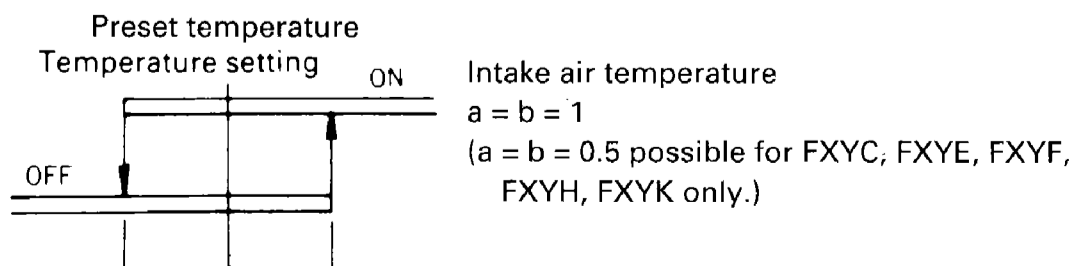 Preset temperature
Temperature setting
ON
Intake air temperature
a = b = 1
(a = b = 0.5 possible for FXYC, FXYE, FXYF,
OFF
FXYH, FXYK only.)